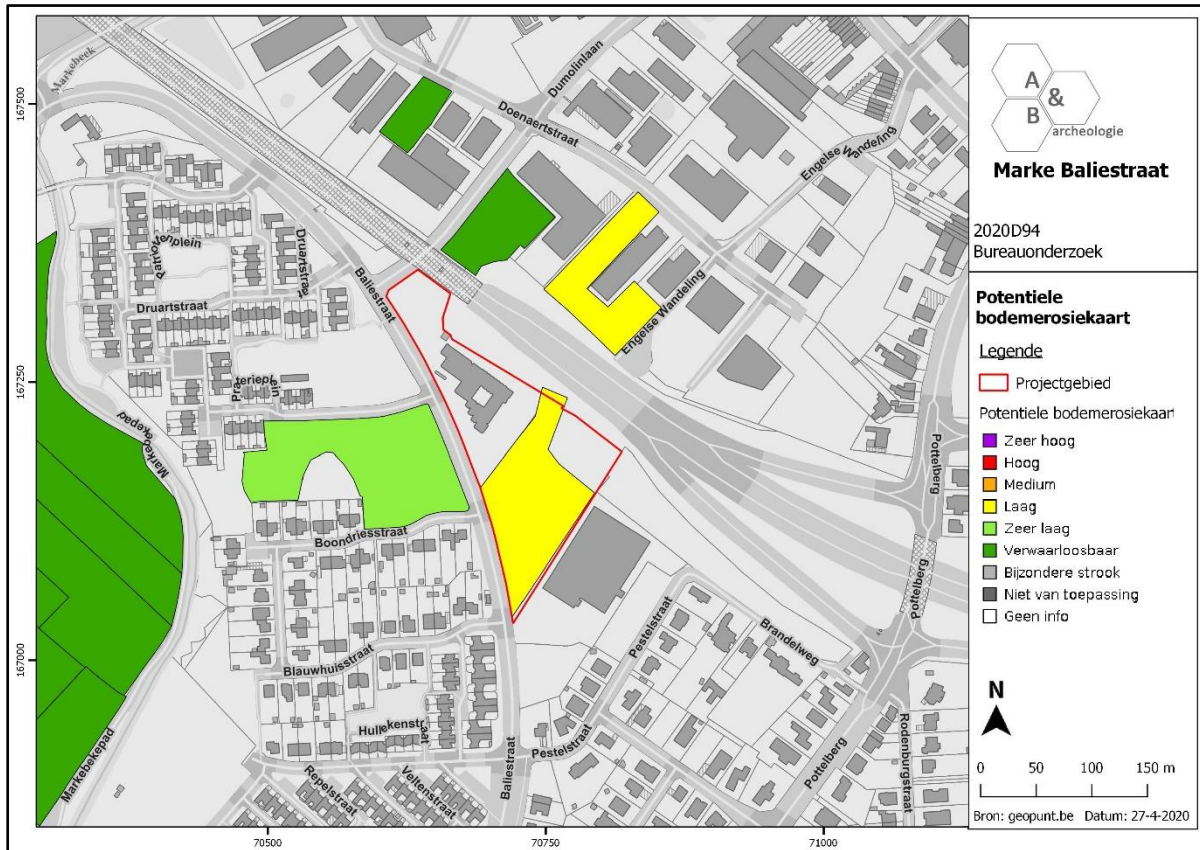 Markebeek
Dumolinlaan
Doenaertstraat
Engelse Wandeling
Patriottenplein
Druartstraat
Druartstraat
Baliestraat
Engelse Wandeling
Praterieplein
Markebekepad
Pottelberg
Boondriesstraat
Pottelberg
Pestelstraat
Brandelweg
Blauwhuisstraat
Hullekenstraat
Markebekepad
Baliestraat
Pestelstraat
Pottelberg
Rodenburgstraat
Repelstraat
Veltenstraat
167500
167250
167000
70500
70750
71000
A
&
B
archeologie
Marke Baliestraat
2020D94
Bureauonderzoek
Potentiele
bodemerosiekaart
Legende
Projectgebied
Potentiele bodemerosiekaart
Zeer hoog
Hoog
Medium
Laag
Zeer laag
Verwaarloosbaar
Bijzondere strook
Niet van toepassing
Geen info
N
0 50 100 150 m
Bron: geopunt.be Datum: 27-4-2020